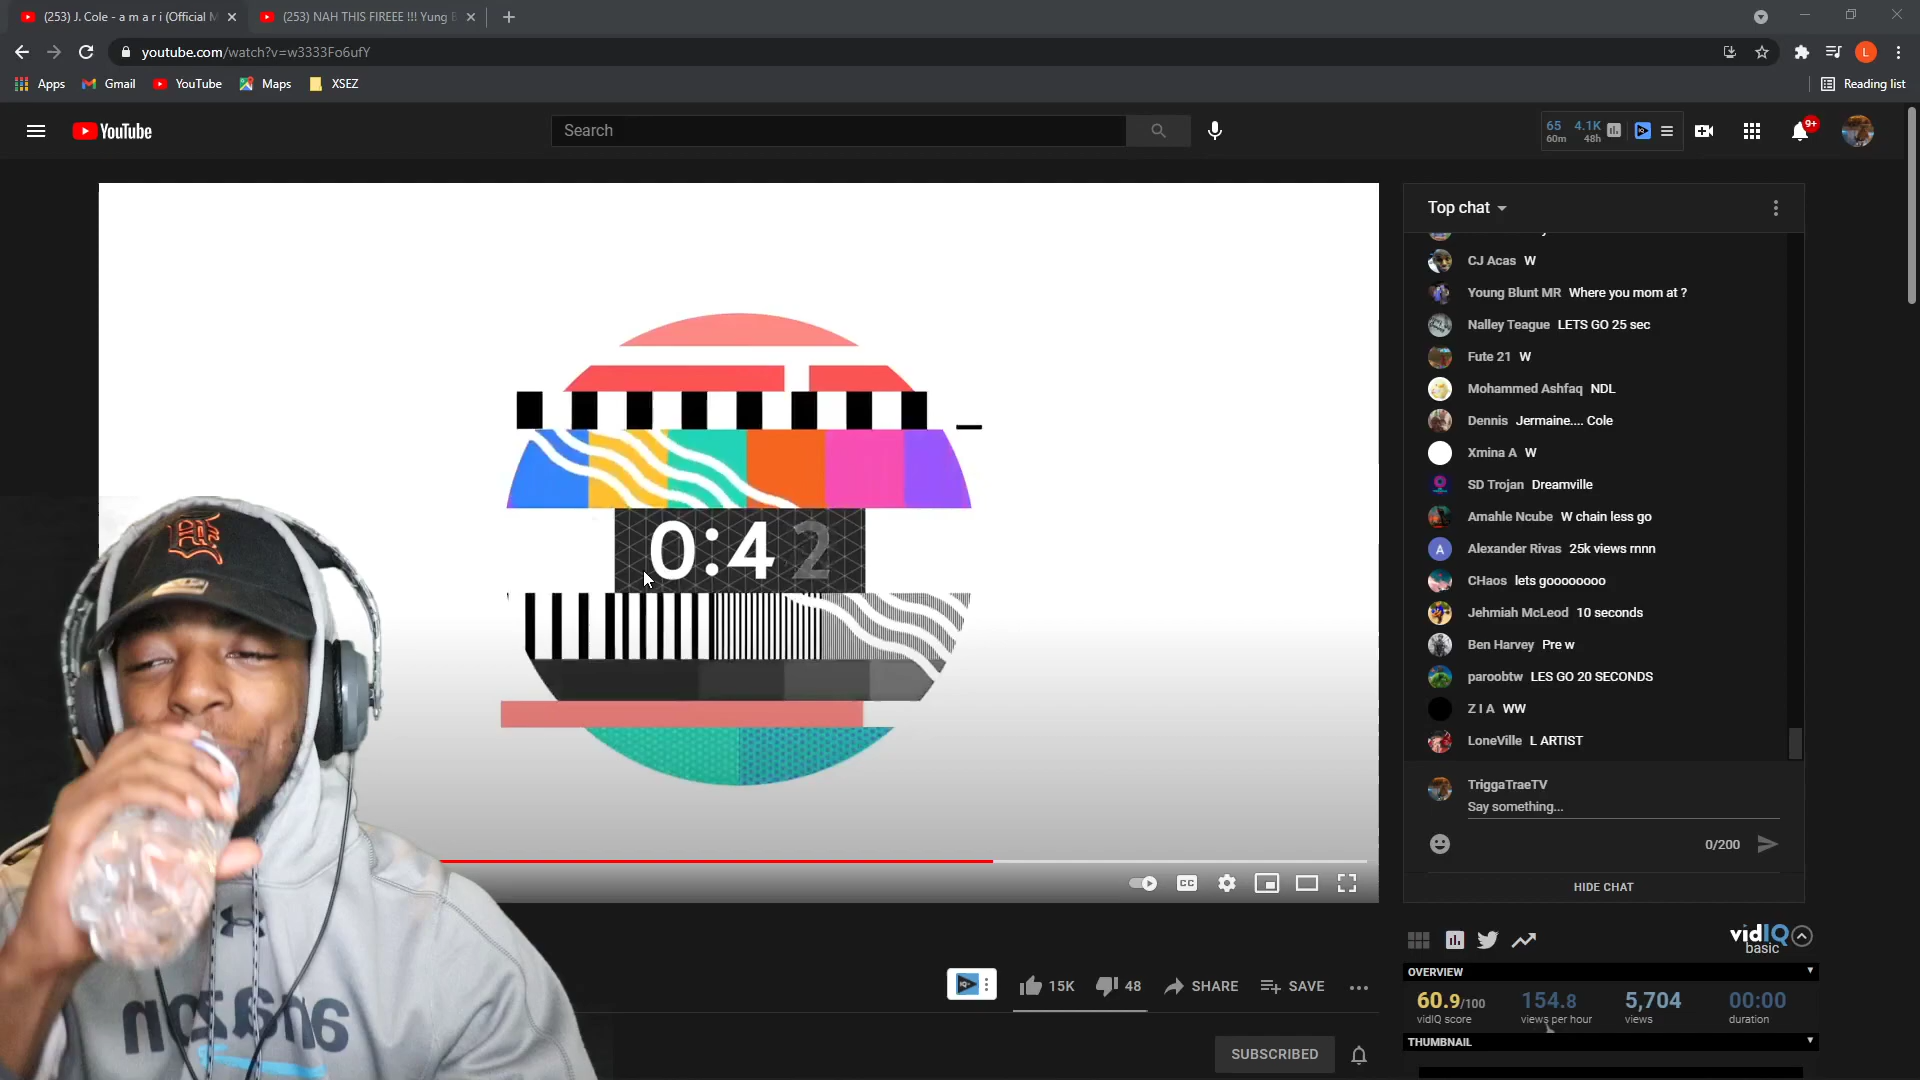 (253) J. Cole - a m a r i (Official M
(253) NAH THIS FIREEE !!! Yung B
youtube.com/watch?v=w3333Fo6ufY
L
Apps
Gmail
YouTube
Maps
XSEZ
Reading list
YouTube
Search
65
60m
4.1K
48h
9+
Top chat
CJ Acas W
Young Blunt MR Where you mom at ?
Nalley Teague LETS GO 25 sec
Fute 21 W
Mohammed Ashfaq NDL
Dennis Jermaine.... Cole
Xmina A W
SD Trojan Dreamville
Amahle Ncube W chain less go
A
Alexander Rivas 25k views mnn
CHaos lets goooooooo
Jehmiah McLeod 10 seconds
Ben Harvey Pre w
paroobtw LES GO 20 SECONDS
Z I A WW
LoneVille L ARTIST
TriggaTraeTV
Say something...
0/200
HIDE CHAT
0:42
CC
15K
48
SHARE
SAVE
SUBSCRIBED
vidIQ
basic
OVERVIEW
60.9/100
vidIQ score
154.8
views per hour
5,704
views
00:00
duration
THUMBNAIL
amazon